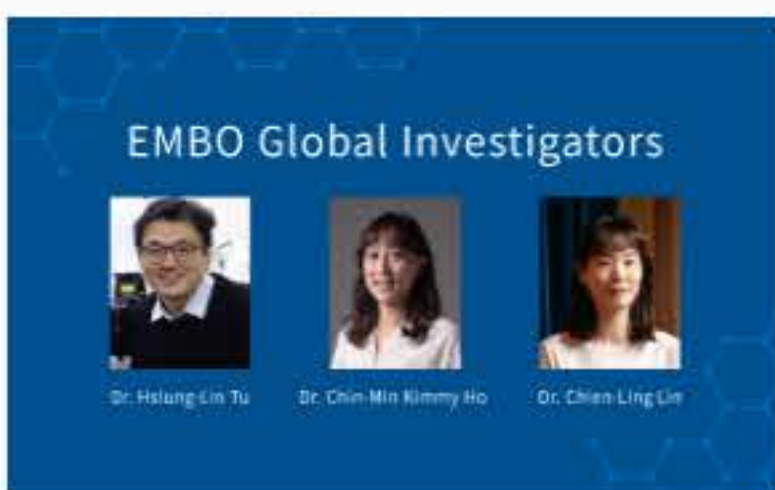 EMBO Global Investigators
Dr. Hsiung-Lin Tu
Dr. Chin-Min Kimmy Ho
Dr. Chien-Ling Lin